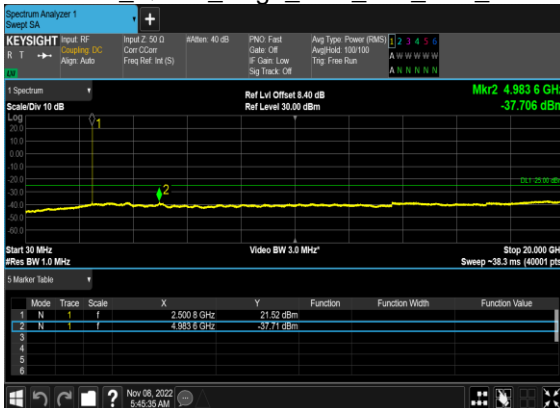 Spectrum Analyzer 1
Swept SA
+
KEYSIGHT
R T
Input: RF
Coupling: DC
Align: Auto
Input Z: 50 Ω
Corr CCorr
Freq Ref: Int (S)
#Atten: 40 dB
PNO: Fast
Gate: Off
IF Gain: Low
Sig Track: Off
Avg Type: Power (RMS)
Avg|Hold: 100/100
Trig: Free Run
1 2 3 4 5 6
A W W W W W
A N N N N N
1 Spectrum
Scale/Div 10 dB
Ref Lvl Offset 8.40 dB
Ref Level 30.00 dBm
Mkr2 4.983 6 GHz
-37.706 dBm
Log
20.0
10.0
0.00
-10.0
-20.0
-30.0
-40.0
-50.0
-60.0
1
2
DL1 -25.00 dBm
Start 30 MHz
#Res BW 1.0 MHz
Video BW 3.0 MHz*
Stop 20.000 GH
Sweep ~38.3 ms (40001 pts
5 Marker Table
Mode Trace Scale X Y Function Function Width Function Value
1 N 1 f 2.500 8 GHz 21.52 dBm
2 N 1 f 4.983 6 GHz -37.71 dBm
3
4
5
6
?
Nov 08, 2022
5:45:35 AM